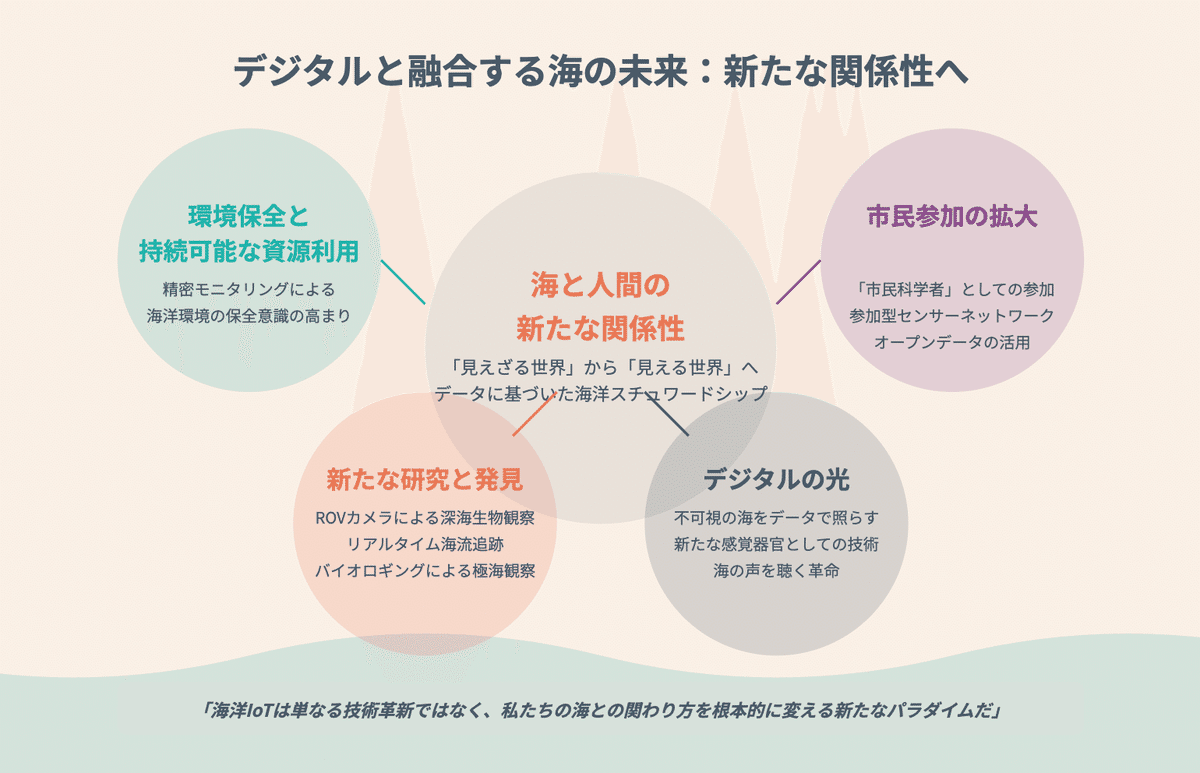 デジタルと融合する海の未来：新たな関係性へ
環境保全と
持続可能な資源利用
精密モニタリングによる
海洋環境の保全意識の高まり
市民参加の拡大
「市民科学者」としての参加
参加型センサーネットワーク
オープンデータの活用
海と人間の
新たな関係性
「見えざる世界」から「見える世界」へ
データに基づいた海洋スチュワードシップ
新たな研究と発見
ROVカメラによる深海生物観察
リアルタイム海流追跡
バイオロギングによる極海観察
デジタルの光
不可視の海をデータで照らす
新たな感覚器官としての技術
海の声を聴く革命
「海洋IoTは単なる技術革新ではなく、私たちの海との関わり方を根本的に変える新たなパラダイムだ」